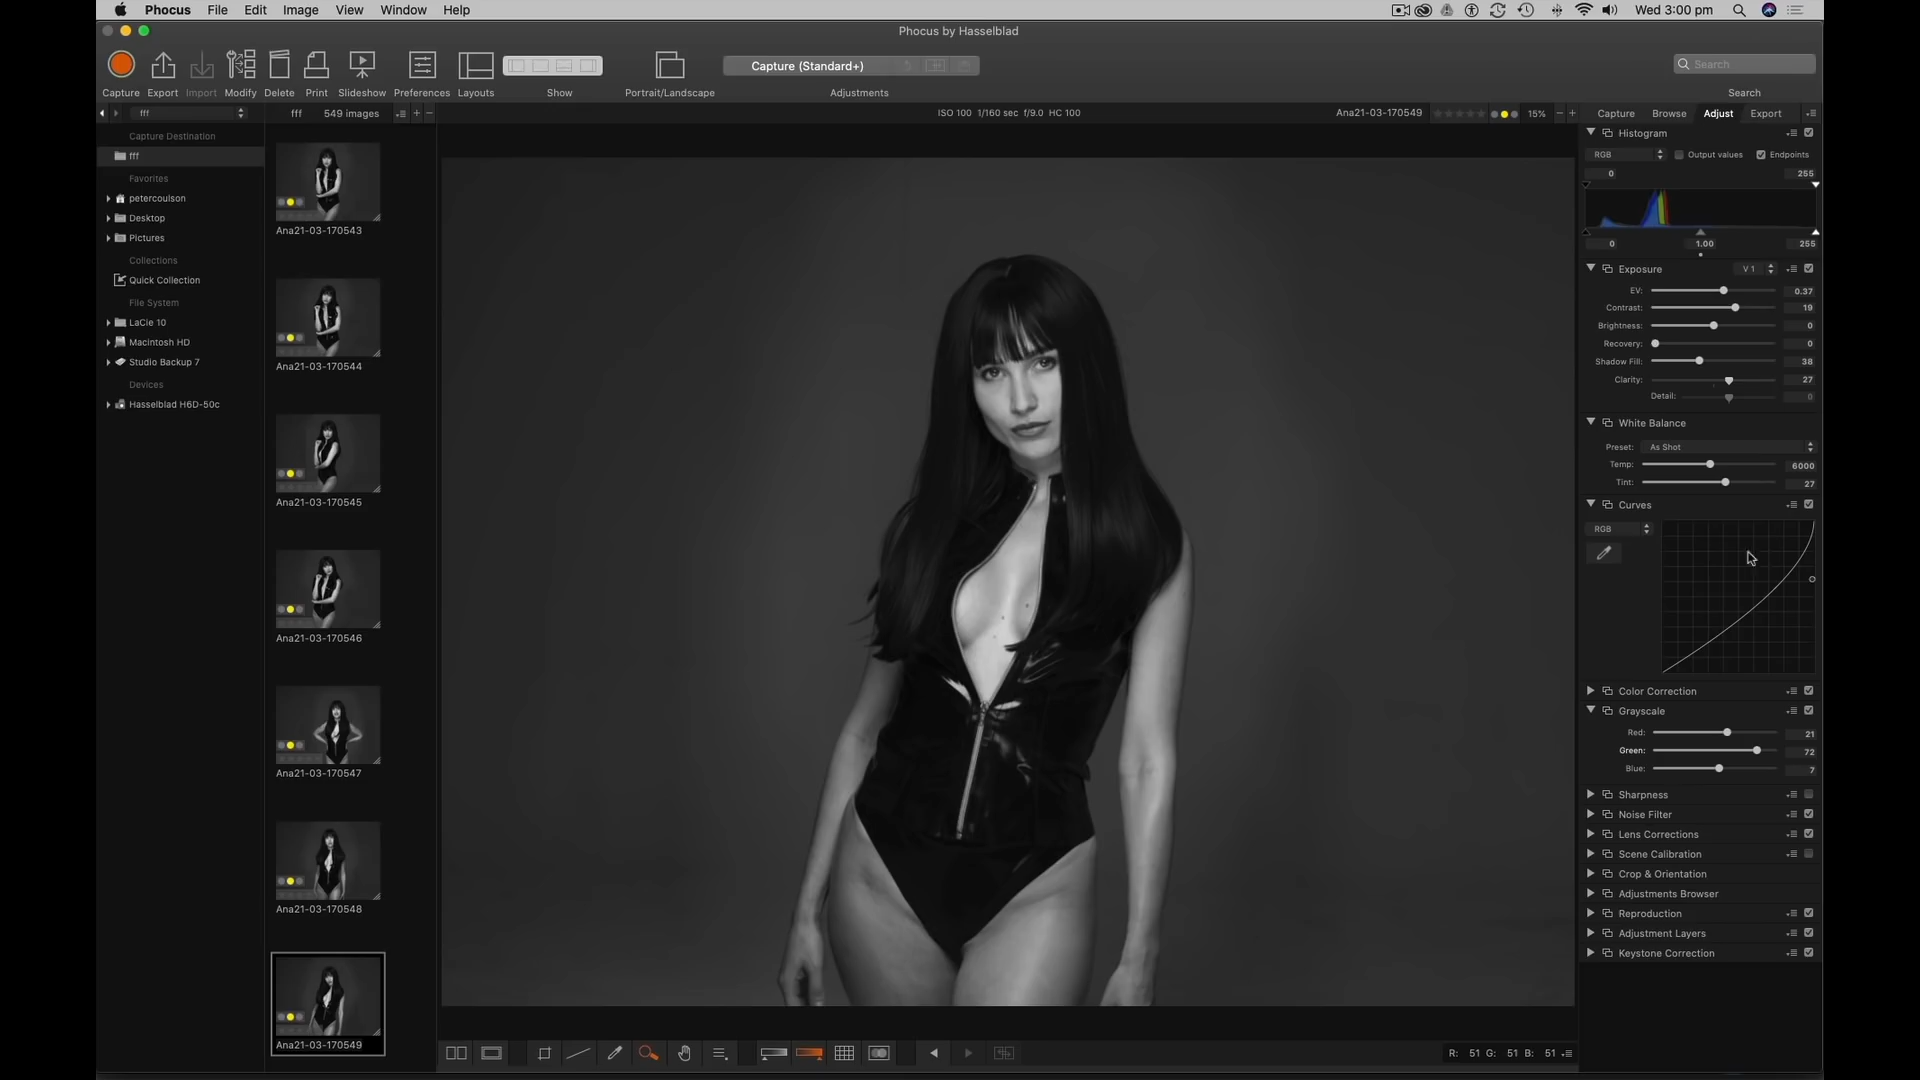 Phocus File Edit Image View Window Help
Wed 3:00 pm
Phocus by Hasselblad
Capture Export Import Modify Delete Print Slideshow Preferences Layouts Show Portrait/Landscape
Capture (Standard+)
Adjustments
Search
Search
fff
fff 549 images
ISO 100 1/160 sec f/9.0 HC 100
Ana21-03-170549
15%
Capture Browse Adjust Export
Capture Destination
fff
Favorites
petercoulson
Desktop
Pictures
Collections
Quick Collection
File System
LaCie 10
Macintosh HD
Studio Backup 7
Devices
Hasselblad H6D-50c
Ana21-03-170543
Ana21-03-170544
Ana21-03-170545
Ana21-03-170546
Ana21-03-170547
Ana21-03-170548
Ana21-03-170549
Histogram
RGB Output values Endpoints
0 255
0 1.00 255
Exposure V 1
EV: 0.37
Contrast: 19
Brightness: 0
Recovery: 0
Shadow Fill: 38
Clarity: 27
Detail: 0
White Balance
Preset: As Shot
Temp: 6000
Tint: 27
Curves
RGB
Color Correction
Grayscale
Red: 21
Green: 72
Blue: 7
Sharpness
Noise Filter
Lens Corrections
Scene Calibration
Crop & Orientation
Adjustments Browser
Reproduction
Adjustment Layers
Keystone Correction
R: 51 G: 51 B: 51